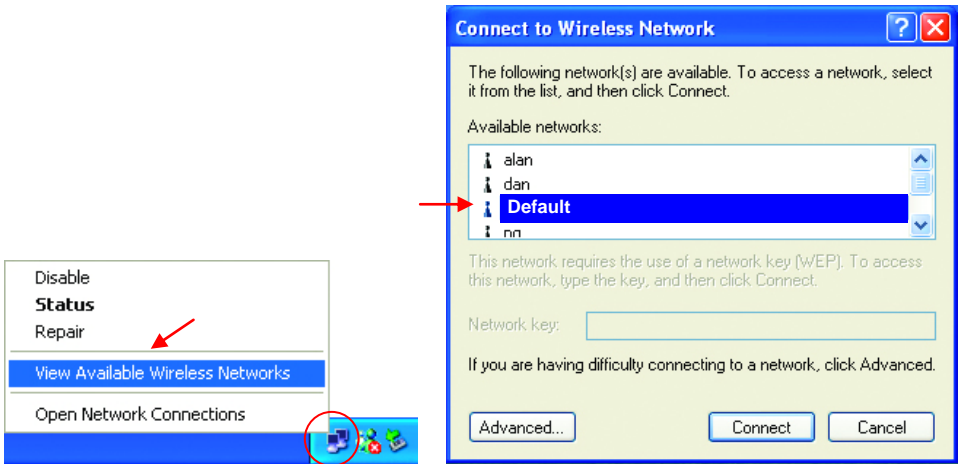 Disable
Status
Repair
View Available Wireless Networks
Open Network Connections
Connect to Wireless Network
The following network(s) are available. To access a network, select
it from the list, and then click Connect.
Available networks:
alan
dan
Default
This network requires the use of a network key (WEP). To access
this network, type the key, and then click Connect.
Network key:
If you are having difficulty connecting to a network, click Advanced.
Advanced...
Connect
Cancel